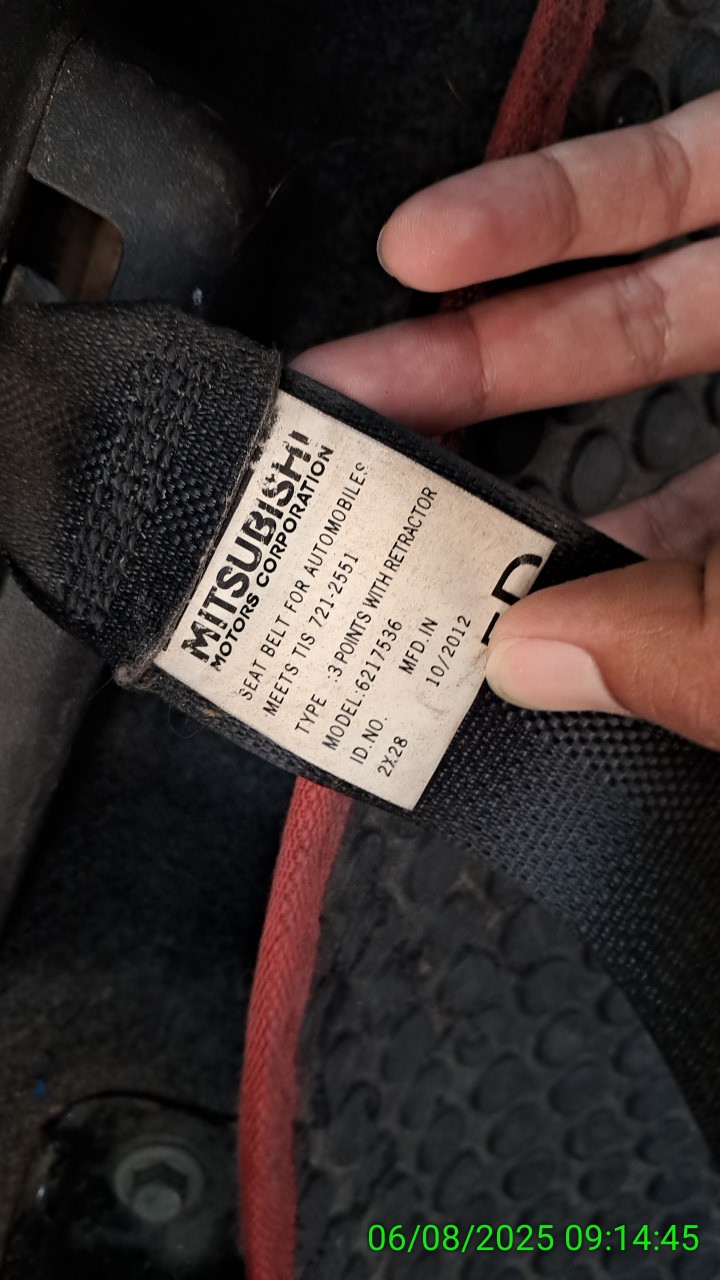 MITSUBISHI
MOTORS CORPORATION
SEAT BELT FOR AUTOMOBILES
MEETS TIS 721-2551
TYPE :3 POINTS WITH RETRACTOR
MODEL:6217536
ID.NO. MFD.IN
2X28 10/2012
06/08/2025 09:14:45